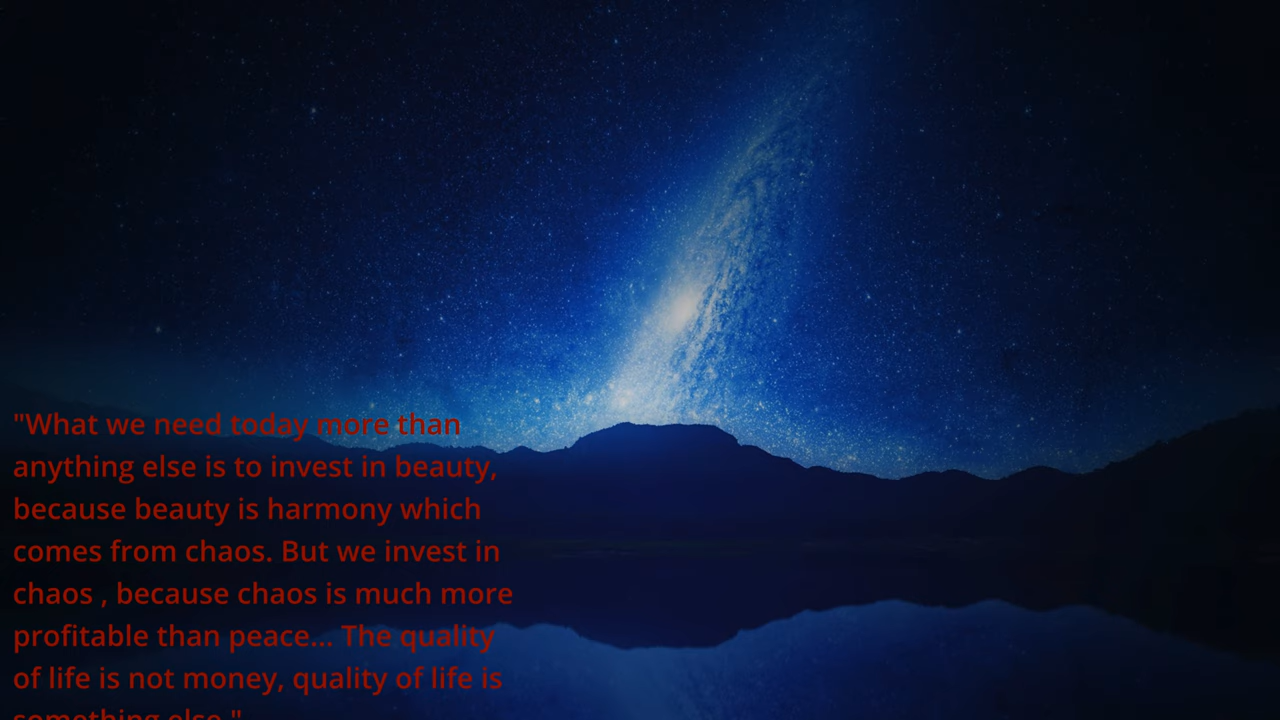 "What we need today more than
anything else is to invest in beauty,
because beauty is harmony which
comes from chaos. But we invest in
chaos , because chaos is much more
profitable than peace... The quality
of life is not money, quality of life is
something else."